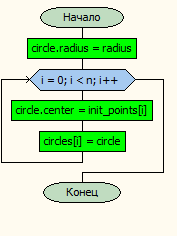 Начало
circle.radius = radius
i = 0; i < n; i++
circle.center = init_points[i]
circles[i] = circle
Конец